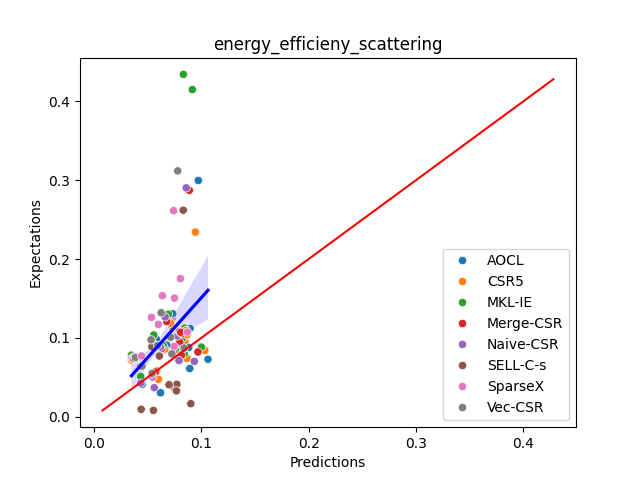 energy_efficieny_scattering
Expectations
0.4
0.3
0.2
0.1
0.0
0.0
0.1
0.2
0.3
0.4
Predictions
AOCL
CSR5
MKL-IE
Merge-CSR
Naive-CSR
SELL-C-s
SparseX
Vec-CSR